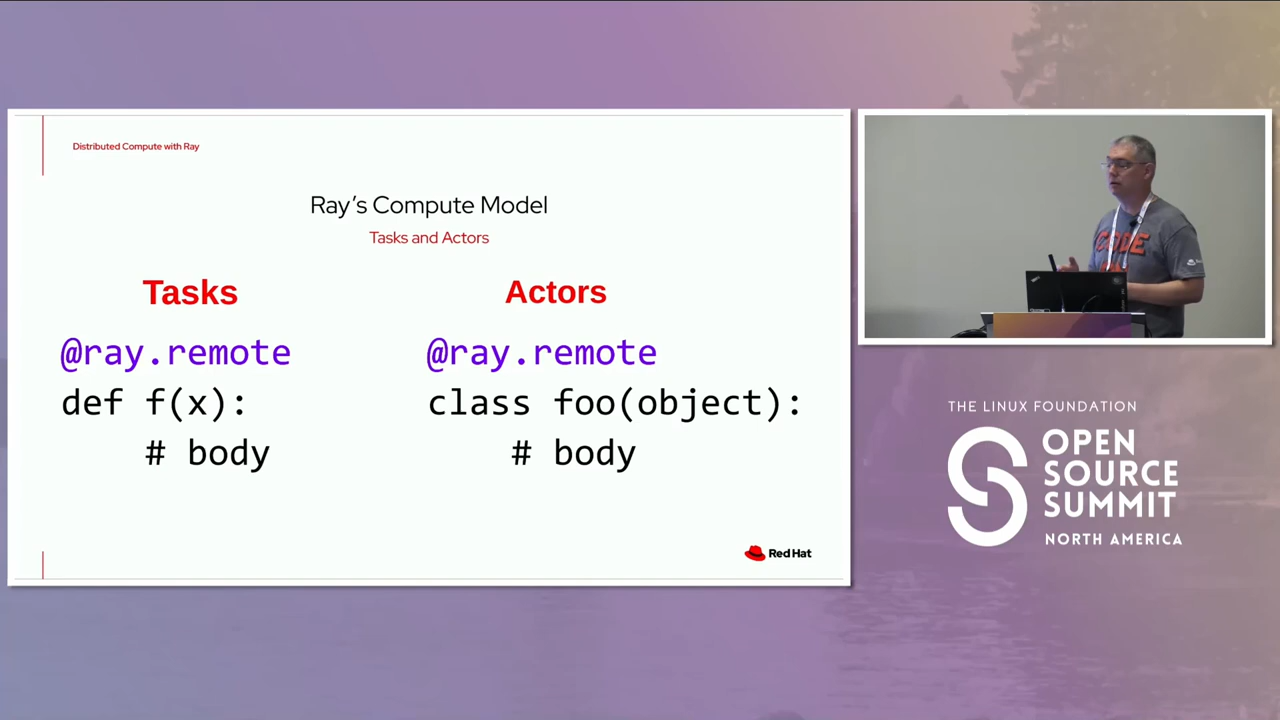 Distributed Compute with Ray
Ray's Compute Model
Tasks and Actors
Tasks
@ray.remote
def f(x):
    # body
Actors
@ray.remote
class foo(object):
    # body
Red Hat
CODE
THE LINUX FOUNDATION
OPEN
SOURCE
SUMMIT
NORTH AMERICA